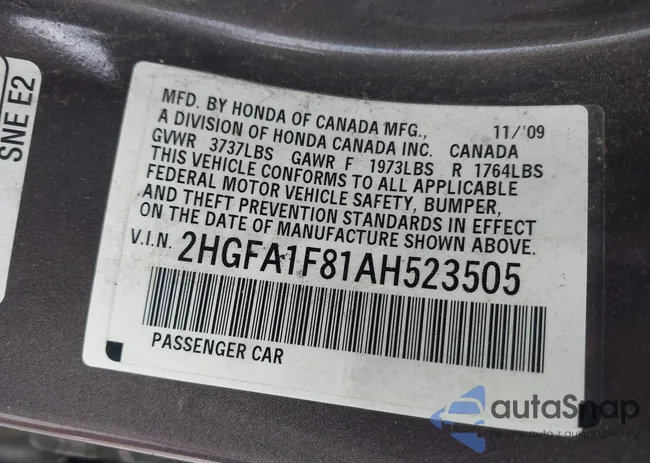 SNE E2
MFD. BY HONDA OF CANADA MFG., 11/'09
A DIVISION OF HONDA CANADA INC. CANADA
GVWR 3737LBS GAWR F 1973LBS R 1764LBS
THIS VEHICLE CONFORMS TO ALL APPLICABLE
FEDERAL MOTOR VEHICLE SAFETY, BUMPER,
AND THEFT PREVENTION STANDARDS IN EFFECT
ON THE DATE OF MANUFACTURE SHOWN ABOVE.
V.I.N. 2HGFA1F81AH523505
PASSENGER CAR
autaSnap